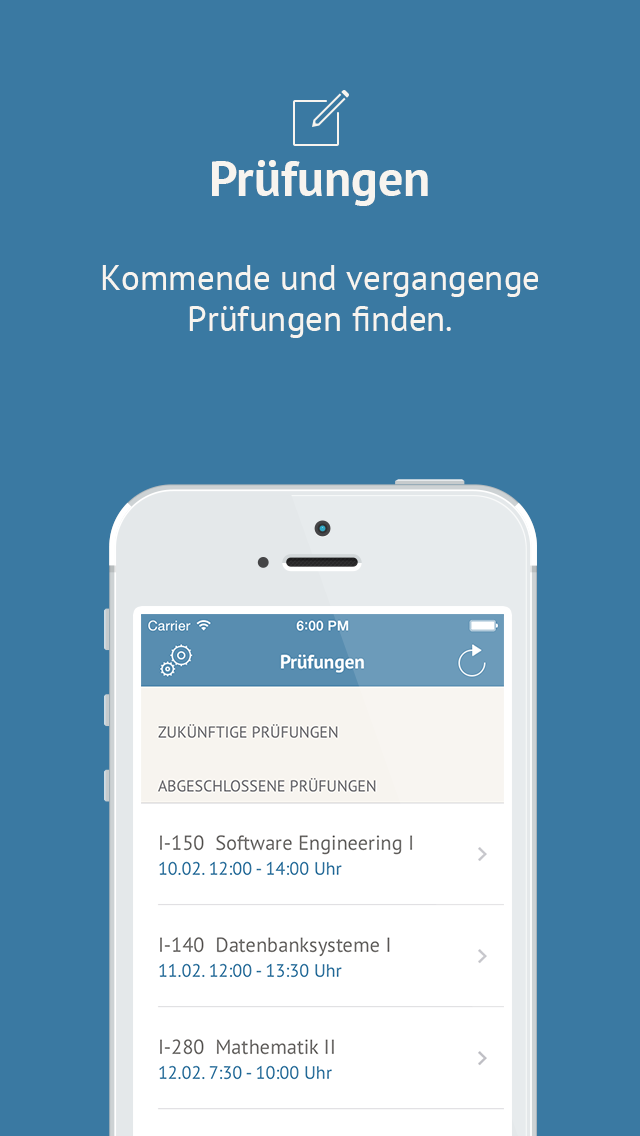 Prüfungen
Kommende und vergangenge
Prüfungen finden.
Carrier 6:00 PM
Prüfungen
ZUKÜNFTIGE PRÜFUNGEN
ABGESCHLOSSENE PRÜFUNGEN
I-150 Software Engineering I
10.02. 12:00 - 14:00 Uhr
I-140 Datenbanksysteme I
11.02. 12:00 - 13:30 Uhr
I-280 Mathematik II
12.02. 7:30 - 10:00 Uhr